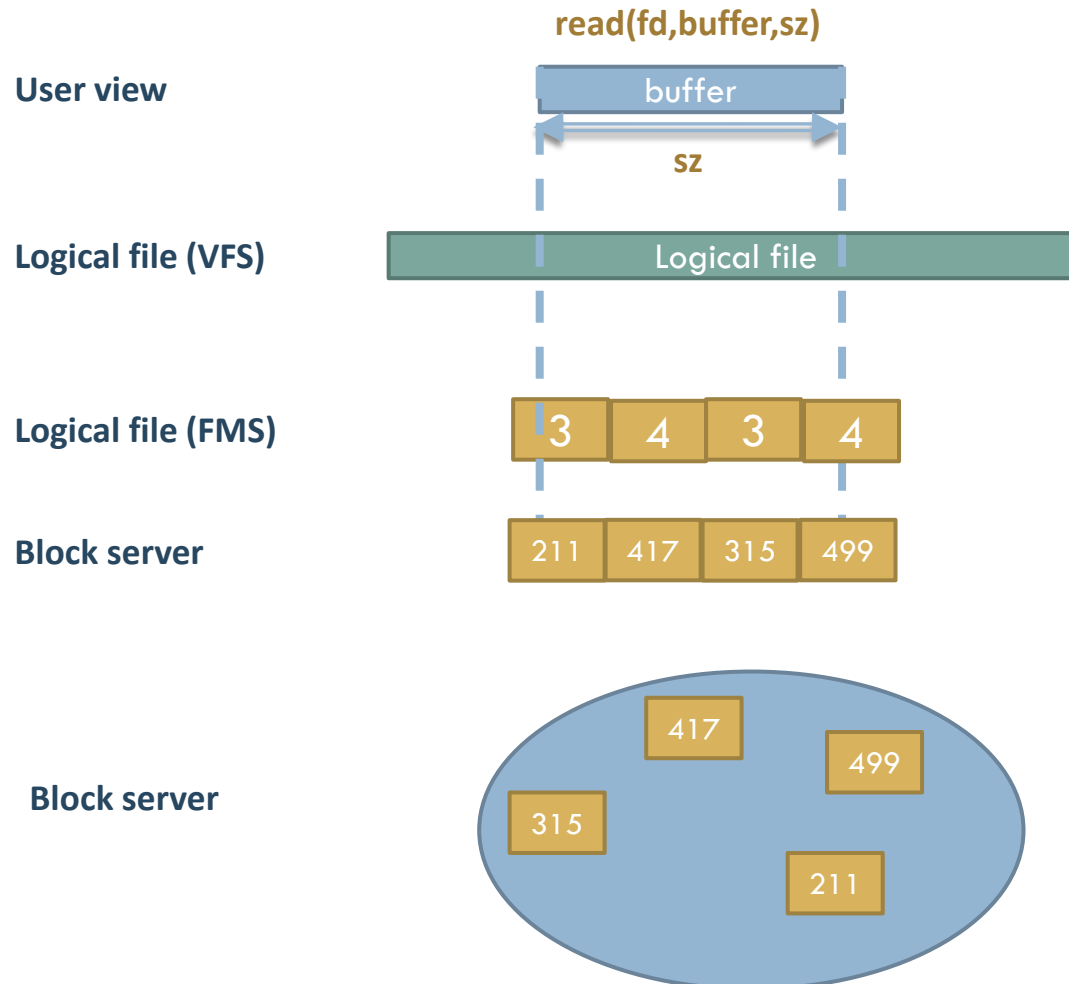 read(fd,buffer,sz)
User view
buffer
sz
Logical file (VFS)
Logical file
Logical file (FMS)
3 4 3 4
Block server
211 417 315 499
417
499
Block server
315
211